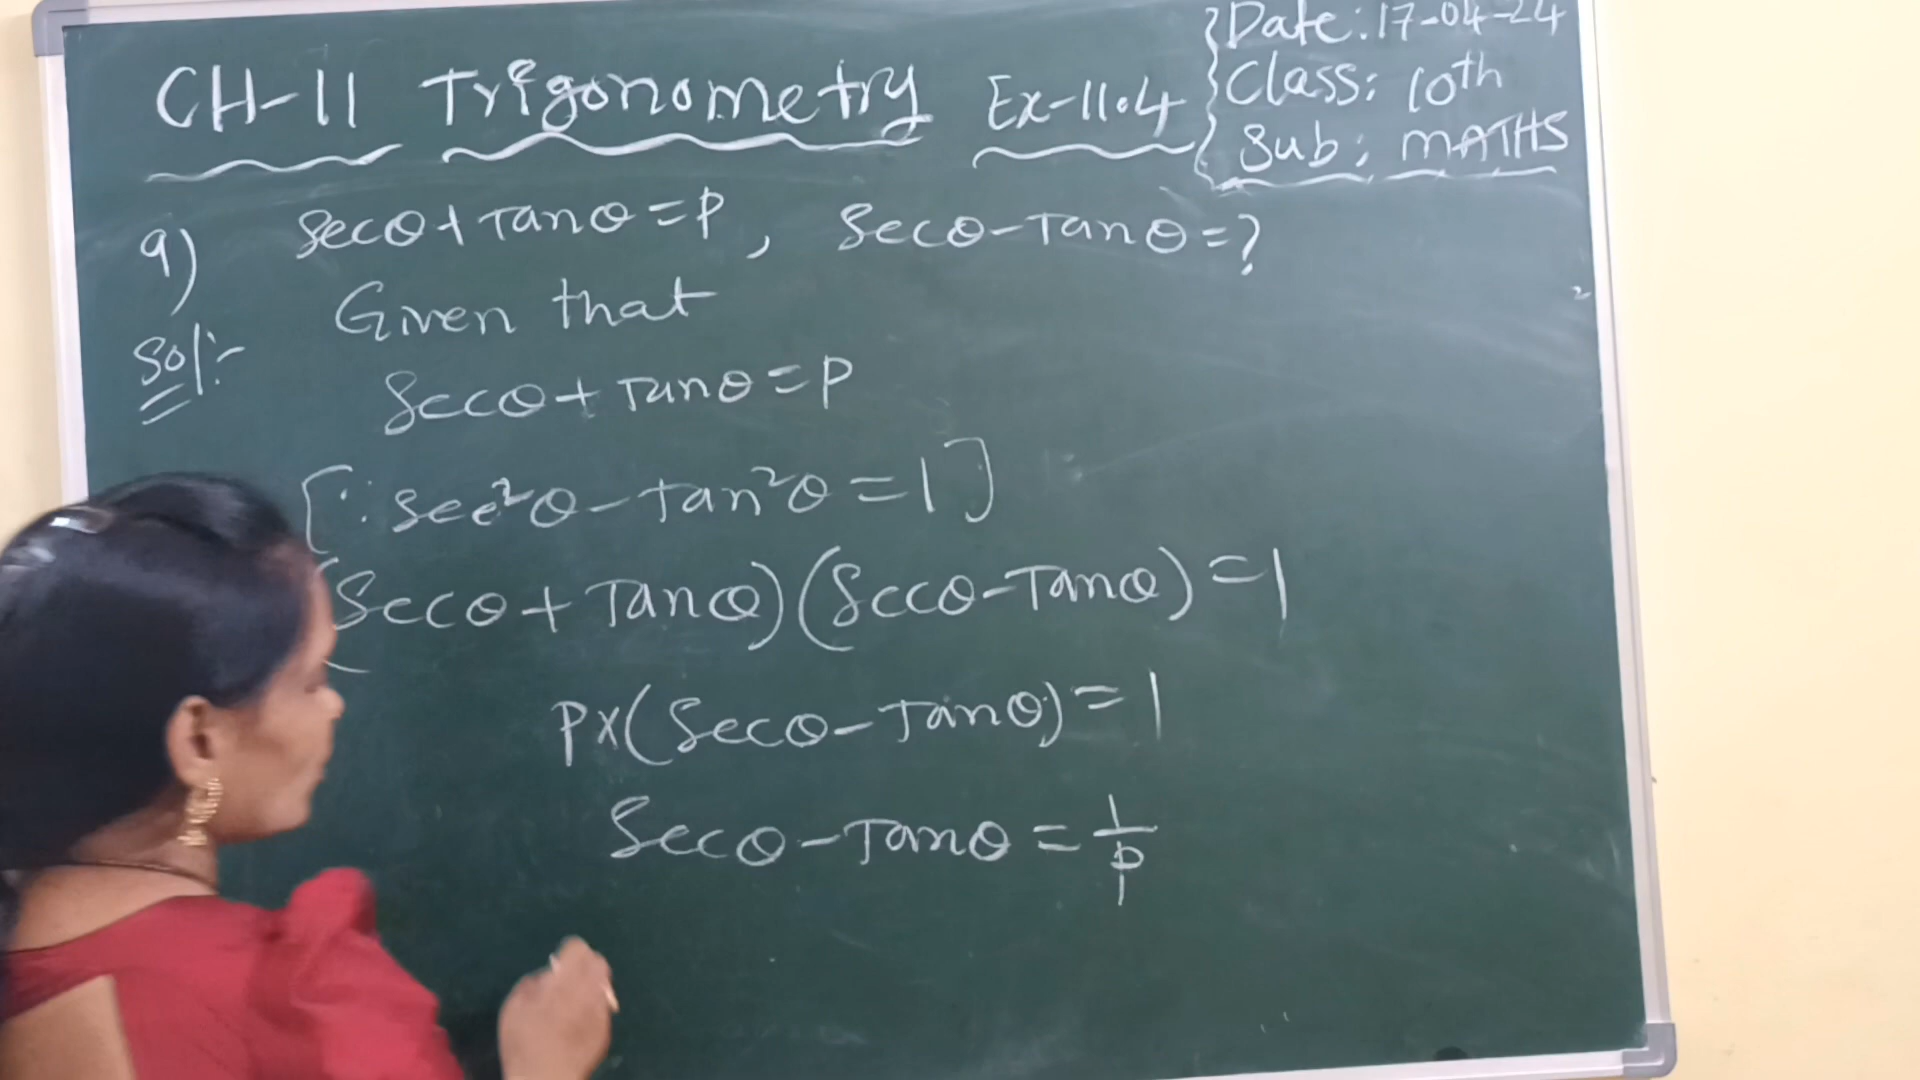 CH-11 Trigonometry Ex-11.4
Date: 17-04-24
Class: 10th
Sub: MATHS
9) Secθ+Tanθ=P, Secθ-Tanθ=?
Sol:- Given that
Secθ+Tanθ=P
[∵ Sec²θ-Tan²θ=1]
(Secθ+Tanθ)(Secθ-Tanθ)=1
P×(Secθ-Tanθ)=1
Secθ-Tanθ=1/P